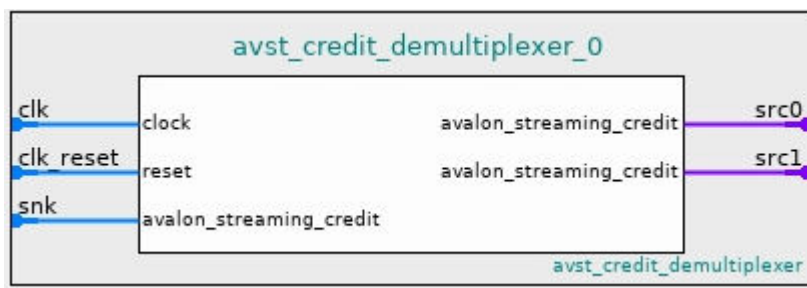 avst_credit_demultiplexer_0
clk
clock
avalon_streaming_credit
src0
clk_reset
reset
avalon_streaming_credit
src1
snk
avalon_streaming_credit
avst_credit_demultiplexer